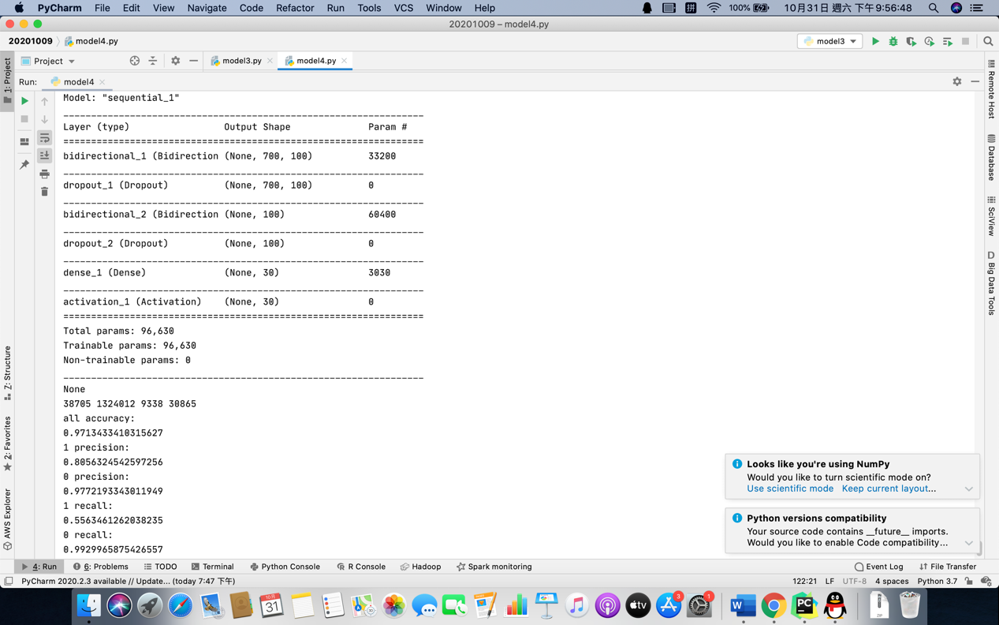 PyCharm File Edit View Navigate Code Refactor Run Tools VCS Window Help 拼 100% 10月31日 週六 下午9:56:48
20201009 – model4.py
20201009 model4.py model3
Project model3.py model4.py
Run: model4
1: Project
Z: Structure
2: Favorites
AWS Explorer
Model: "sequential_1"
_________________________________________________________________
Layer (type) Output Shape Param #
=================================================================
bidirectional_1 (Bidirection (None, 700, 100) 33200
_________________________________________________________________
dropout_1 (Dropout) (None, 700, 100) 0
_________________________________________________________________
bidirectional_2 (Bidirection (None, 100) 60400
_________________________________________________________________
dropout_2 (Dropout) (None, 100) 0
_________________________________________________________________
dense_1 (Dense) (None, 30) 3030
_________________________________________________________________
activation_1 (Activation) (None, 30) 0
=================================================================
Total params: 96,630
Trainable params: 96,630
Non-trainable params: 0
_________________________________________________________________
None
38705 1324012 9338 30865
all accuracy:
0.9713433410315627
1 precision:
0.8056324542597256
0 precision:
0.9772193343011949
1 recall:
0.5563461262038235
0 recall:
0.9929965875426557
Remote Host
Database
SciView
D Big Data Tools
Looks like you're using NumPy
Would you like to turn scientific mode on?
Use scientific mode Keep current layout...
Python versions compatibility
Your source code contains __future__ imports.
Would you like to enable Code compatibility...
4: Run 6: Problems TODO Terminal Python Console R Console Hadoop Spark monitoring Event Log File Transfer
PyCharm 2020.2.3 available // Update... (today 7:47 下午) 122:21 LF UTF-8 4 spaces Python 3.7
10月
31
3
1
tv
W
PC
ZIP